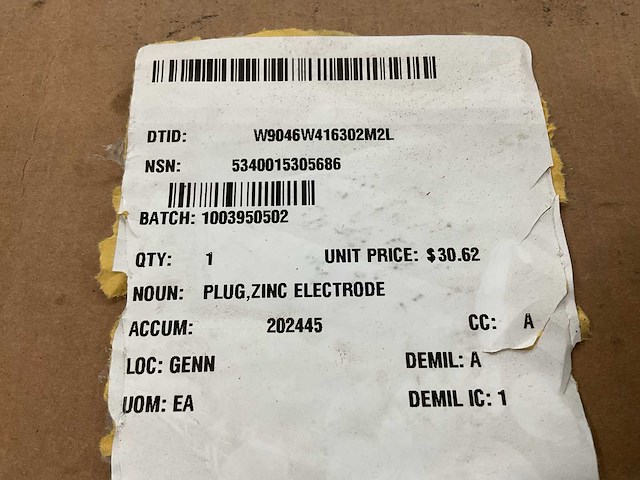 DTID: W9046W416302M2L
NSN: 5340015305686
BATCH: 1003950502
QTY: 1 UNIT PRICE: $30.62
NOUN: PLUG,ZINC ELECTRODE
ACCUM: 202445 CC: A
LOC: GENN DEMIL: A
UOM: EA DEMIL IC: 1